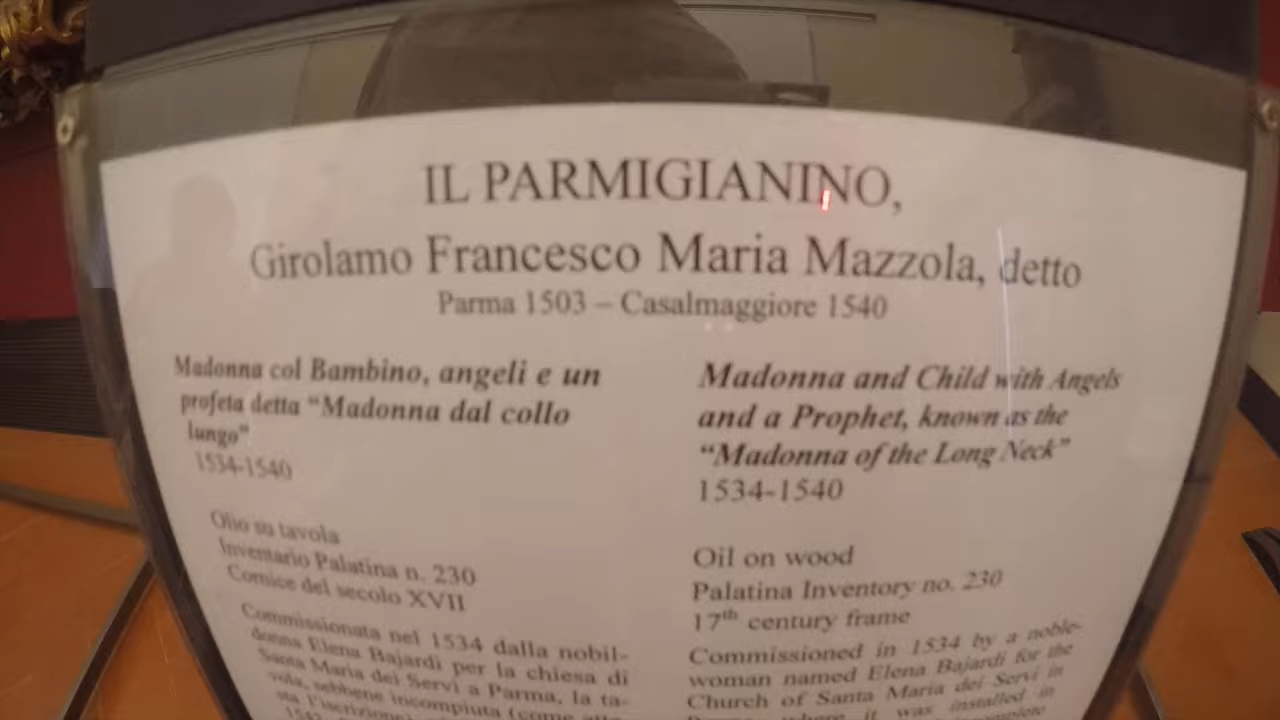 IL PARMIGIANINO,
Girolamo Francesco Maria Mazzola, detto
Parma 1503 – Casalmaggiore 1540
Madonna col Bambino, angeli e un
profeta detta “Madonna dal collo
lungo”
1534-1540
Olio su tavola
Inventario Palatina n. 230
Cornice del secolo XVII
Commissionata nel 1534 dalla nobil-
donna Elena Bajardi per la chiesa di
Santa Maria dei Servi a Parma, la ta-
vola, sebbene incompiuta (come
Madonna and Child with Angels
and a Prophet, known as the
“Madonna of the Long Neck”
1534-1540
Oil on wood
Palatina Inventory no. 230
17th century frame
Commissioned in 1534 by a noble-
woman named Elena Bajardi for the
Church of Santa Maria dei Servi in
where it was installed in